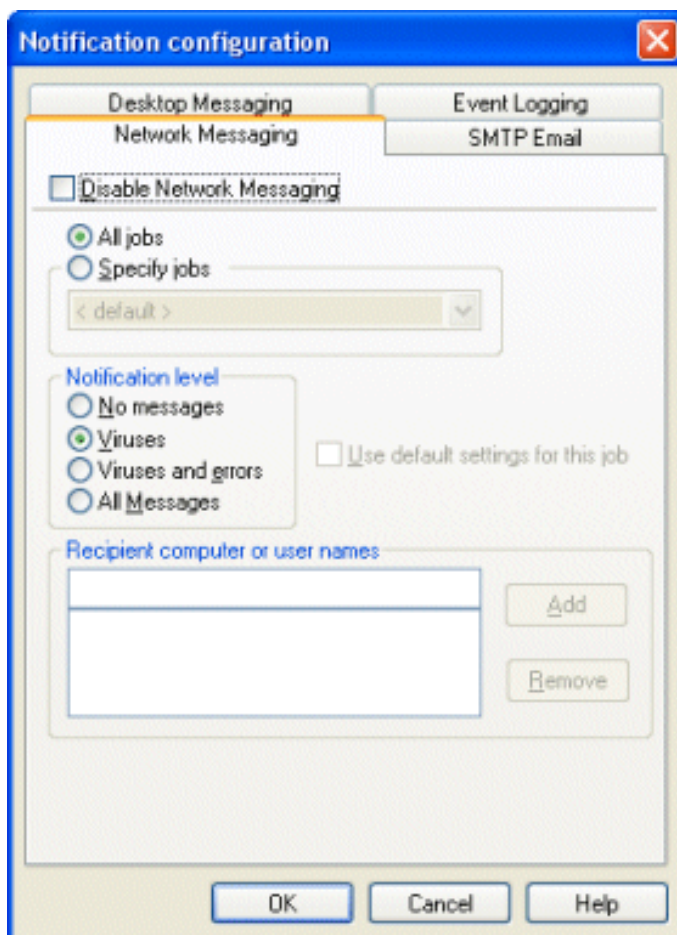 Notification configuration
Desktop Messaging
Event Logging
Network Messaging
SMTP Email
Disable Network Messaging
All jobs
Specify jobs
< default >
Notification level
No messages
Viruses
Viruses and errors
All Messages
Use default settings for this job
Recipient computer or user names
Add
Remove
OK
Cancel
Help